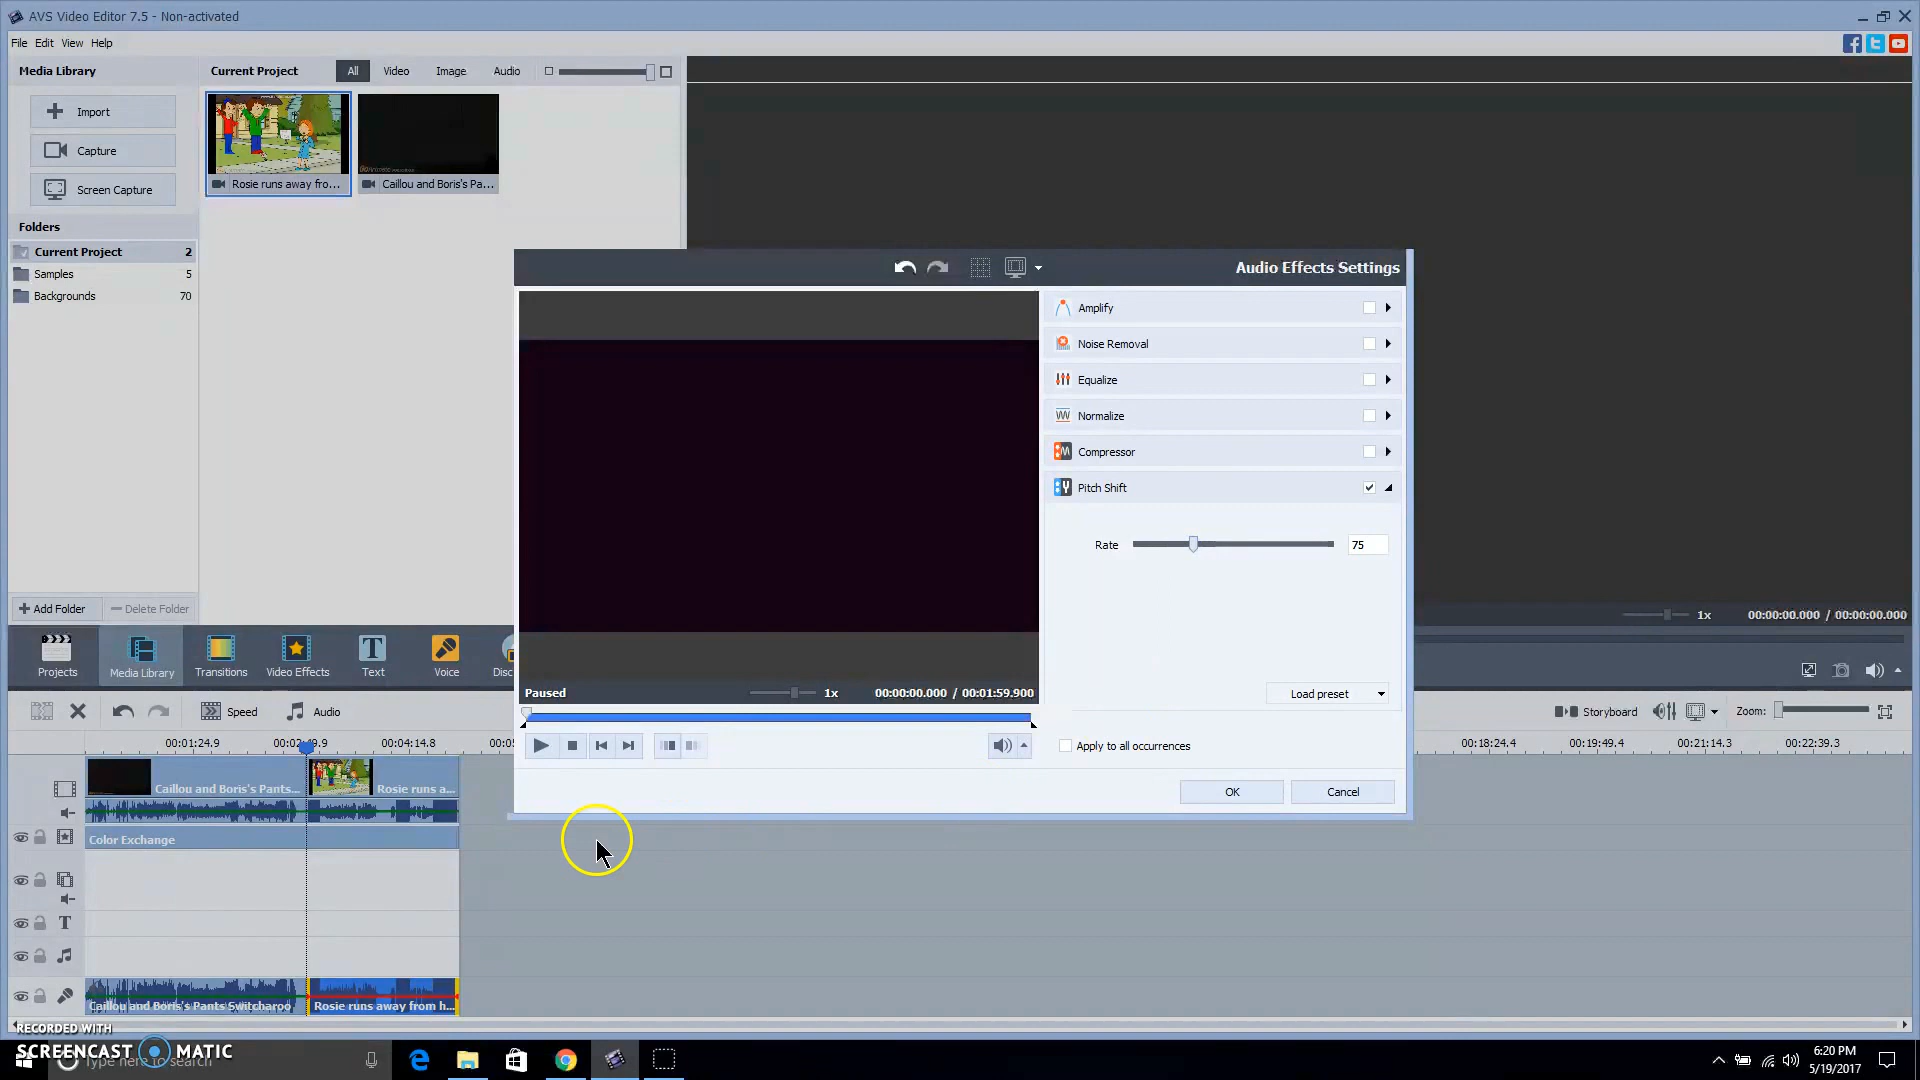 AVS Video Editor 7.5 - Non-activated
File Edit View Help
Media Library
Current Project
All
Video
Image
Audio
Import
Capture
Screen Capture
Rosie runs away fro...
Caillou and Boris's Pa...
Folders
Current Project 2
Samples 5
Backgrounds 70
Audio Effects Settings
Amplify
Noise Removal
Equalize
Normalize
Compressor
Pitch Shift
Rate 75
Load preset
Apply to all occurrences
OK
Cancel
Paused
1x
00:00:00.000 / 00:01:59.900
1x
00:00:00.000 / 00:00:00.000
Add Folder
Delete Folder
Projects
Media Library
Transitions
Video Effects
Text
Voice
Disc
Speed
Audio
Storyboard
Zoom:
00:01:24.9
00:04:14.8
00:18:24.4
00:19:49.4
00:21:14.3
00:22:39.3
Caillou and Boris's Pants...
Rosie runs a...
Color Exchange
T
Caillou and Boris's Pants Switcharoo
Rosie runs away from h...
RECORDED WITH
SCREENCAST MATIC
Type here to search
6:20 PM
5/19/2017